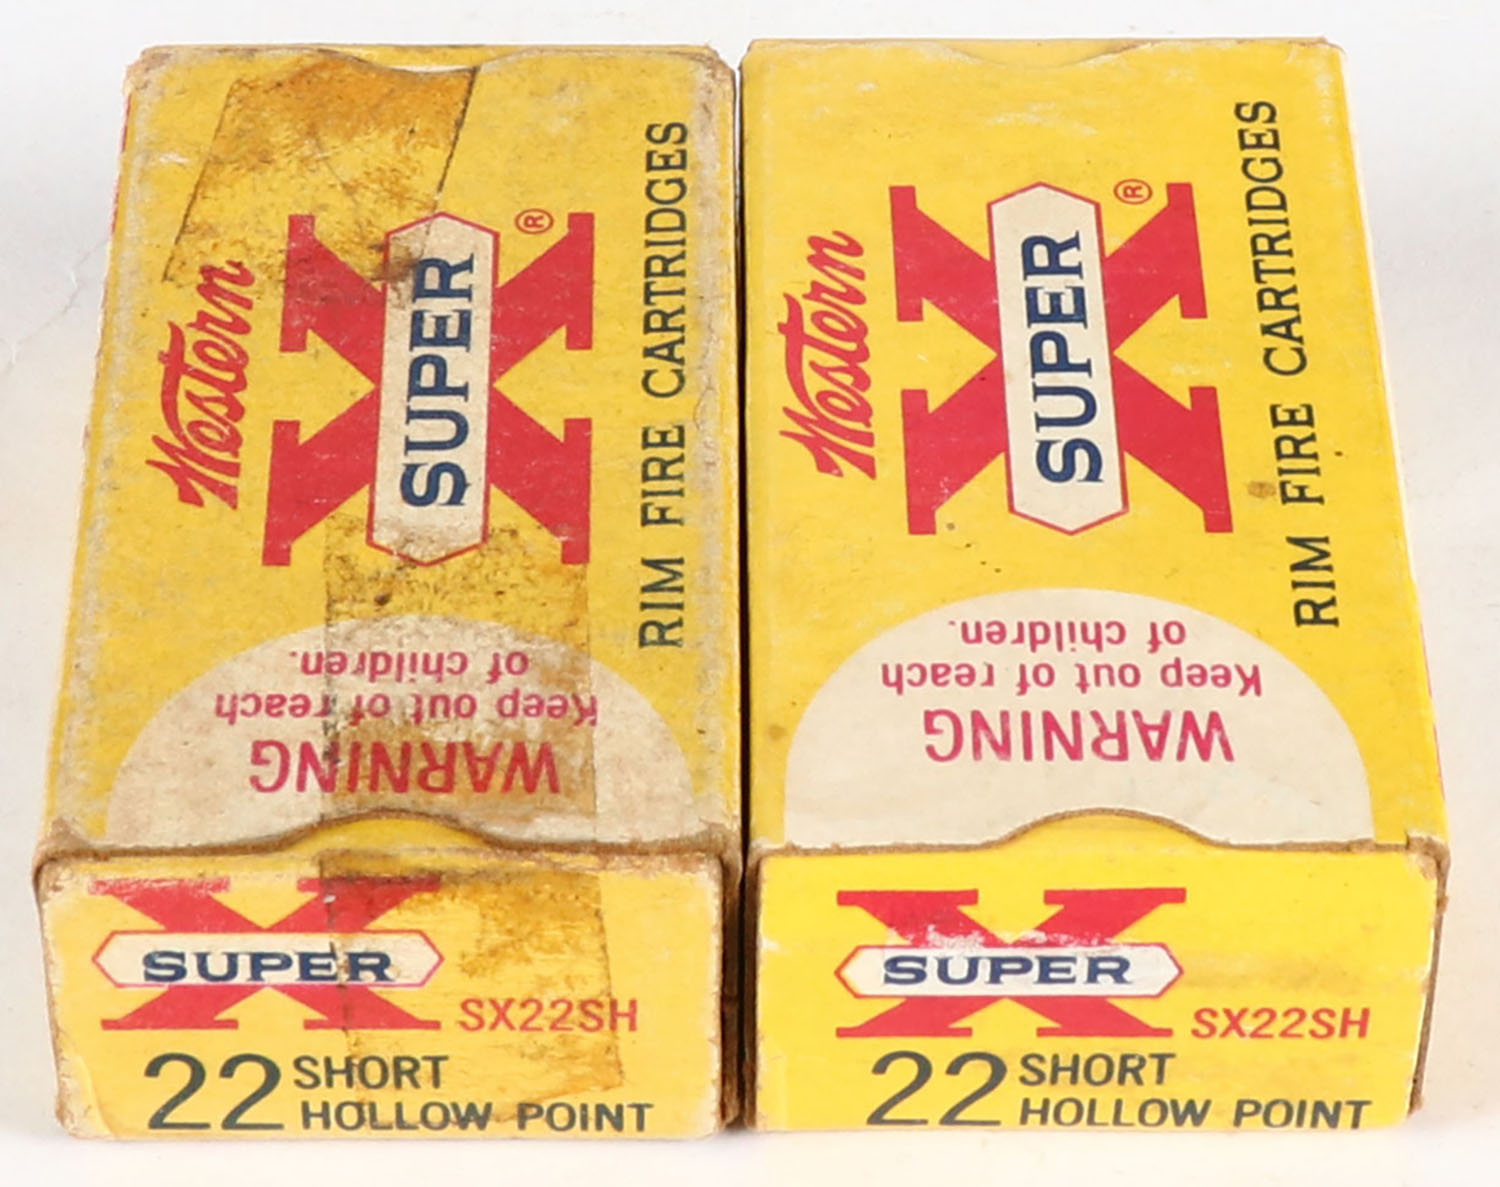 Western
SUPER X ®
RIM FIRE CARTRIDGES
WARNING
Keep out of reach
of children.
SUPER X
SX22SH
22 SHORT
HOLLOW POINT
Western
SUPER X ®
RIM FIRE CARTRIDGES
WARNING
Keep out of reach
of children.
SUPER X
SX22SH
22 SHORT
HOLLOW POINT